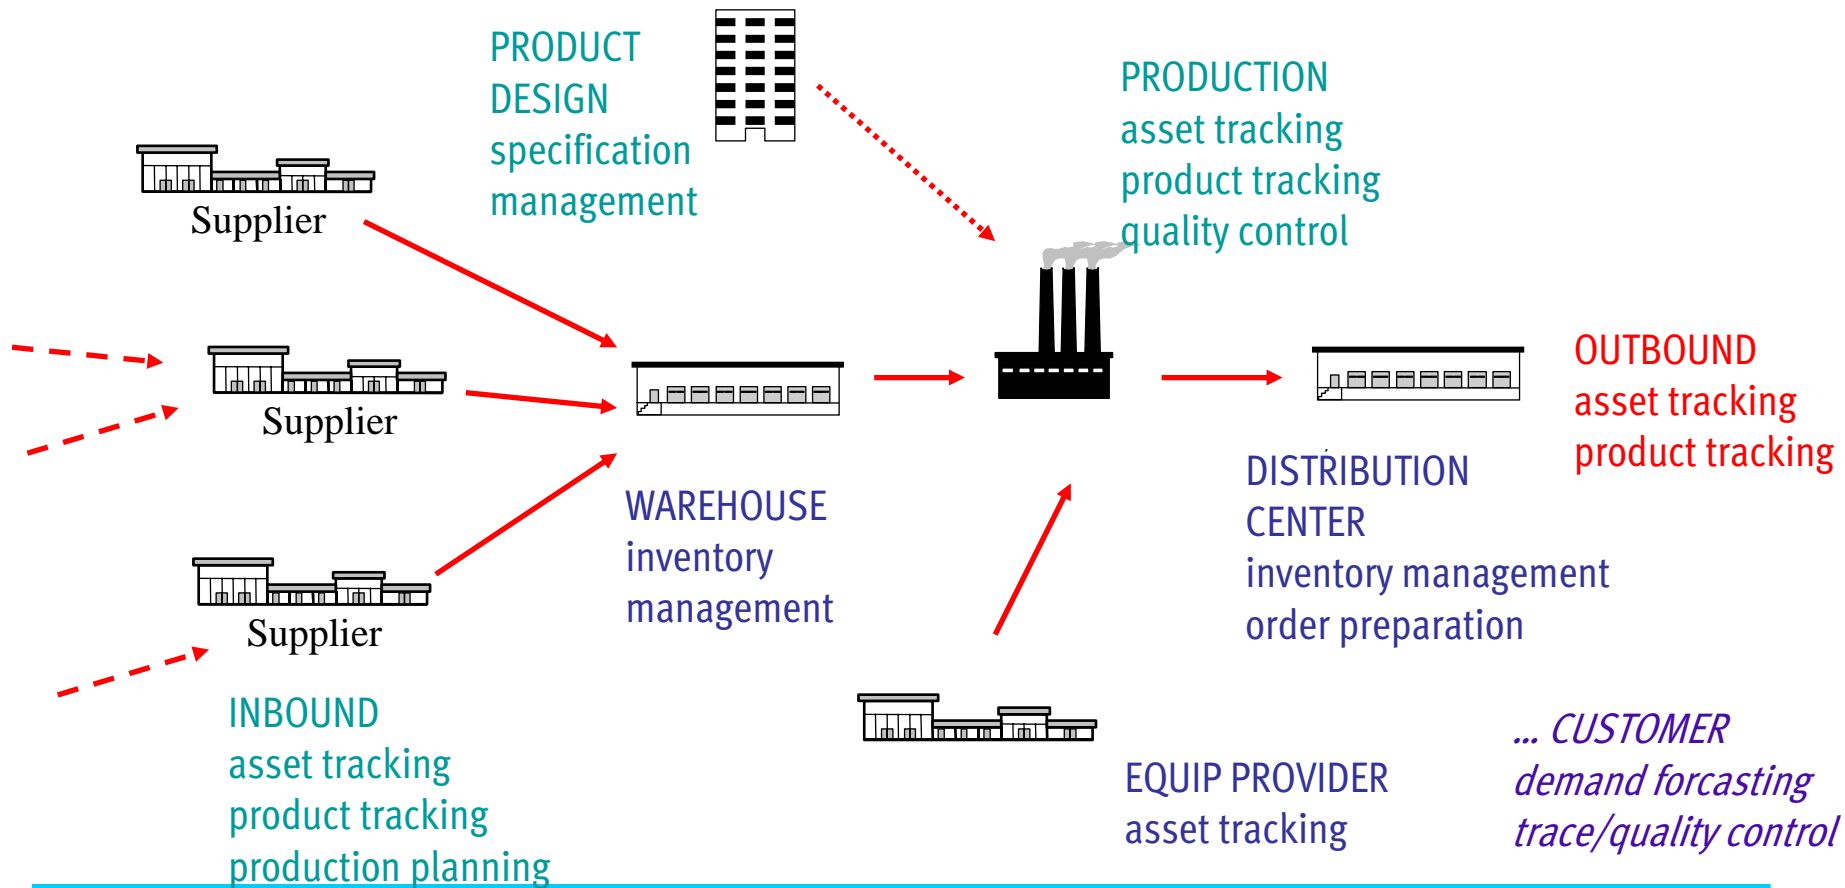 PRODUCT
DESIGN
specification
management
PRODUCTION
asset tracking
product tracking
quality control
Supplier
Supplier
Supplier
WAREHOUSE
inventory
management
DISTRIBUTION
CENTER
inventory management
order preparation
OUTBOUND
asset tracking
product tracking
INBOUND
asset tracking
product tracking
production planning
EQUIP PROVIDER
asset tracking
... CUSTOMER
demand forcasting
trace/quality control